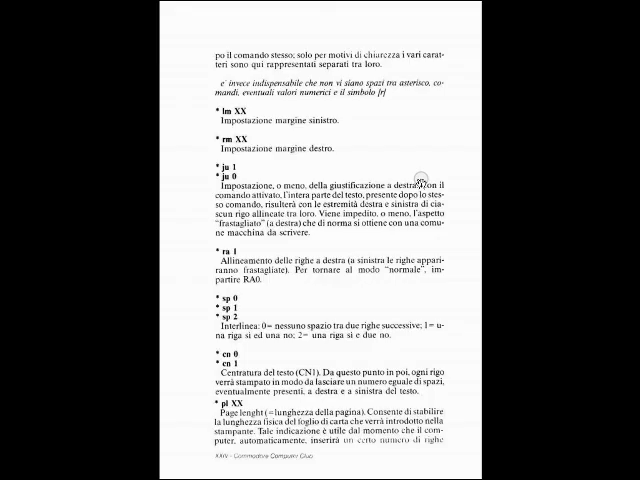 po il comando stesso; solo per motivi di chiarezza i vari carat-
teri sono qui rappresentati separati tra loro.
e' invece indispensabile che non vi siano spazi tra asterisco, co-
mandi, eventuali valori numerici e il simbolo [r]
* lm XX
Impostazione margine sinistro.
* rm XX
Impostazione margine destro.
* ju 1
* ju 0
Impostazione, o meno, della giustificazione a destra. Con il
comando attivato, l'intera parte del testo, presente dopo lo stes-
so comando, risulterà con le estremità destra e sinistra di cia-
scun rigo allineate tra loro. Viene impedito, o meno, l'aspetto
"frastagliato" (a destra) che di norma si ottiene con una comu-
ne macchina da scrivere.
* ra 1
Allineamento delle righe a destra (a sinistra le righe appari-
ranno frastagliate). Per tornare al modo "normale", im-
partire RA0.
* sp 0
* sp 1
* sp 2
Interlinea: 0= nessuno spazio tra due righe successive; 1= u-
na riga si ed una no; 2= una riga si e due no.
* cn 0
* cn 1
Centratura del testo (CN1). Da questo punto in poi, ogni rigo
verrà stampato in modo da lasciare un numero eguale di spazi,
eventualmente presenti, a destra e a sinistra del testo.
* pl XX
Page lenght (=lunghezza della pagina). Consente di stabilire
la lunghezza fisica del foglio di carta che verrà introdotto nella
stampante. Tale indicazione è utile dal momento che il com-
puter, automaticamente, inserirà un certo numero di righe
XXIV - Commodore Computer Club